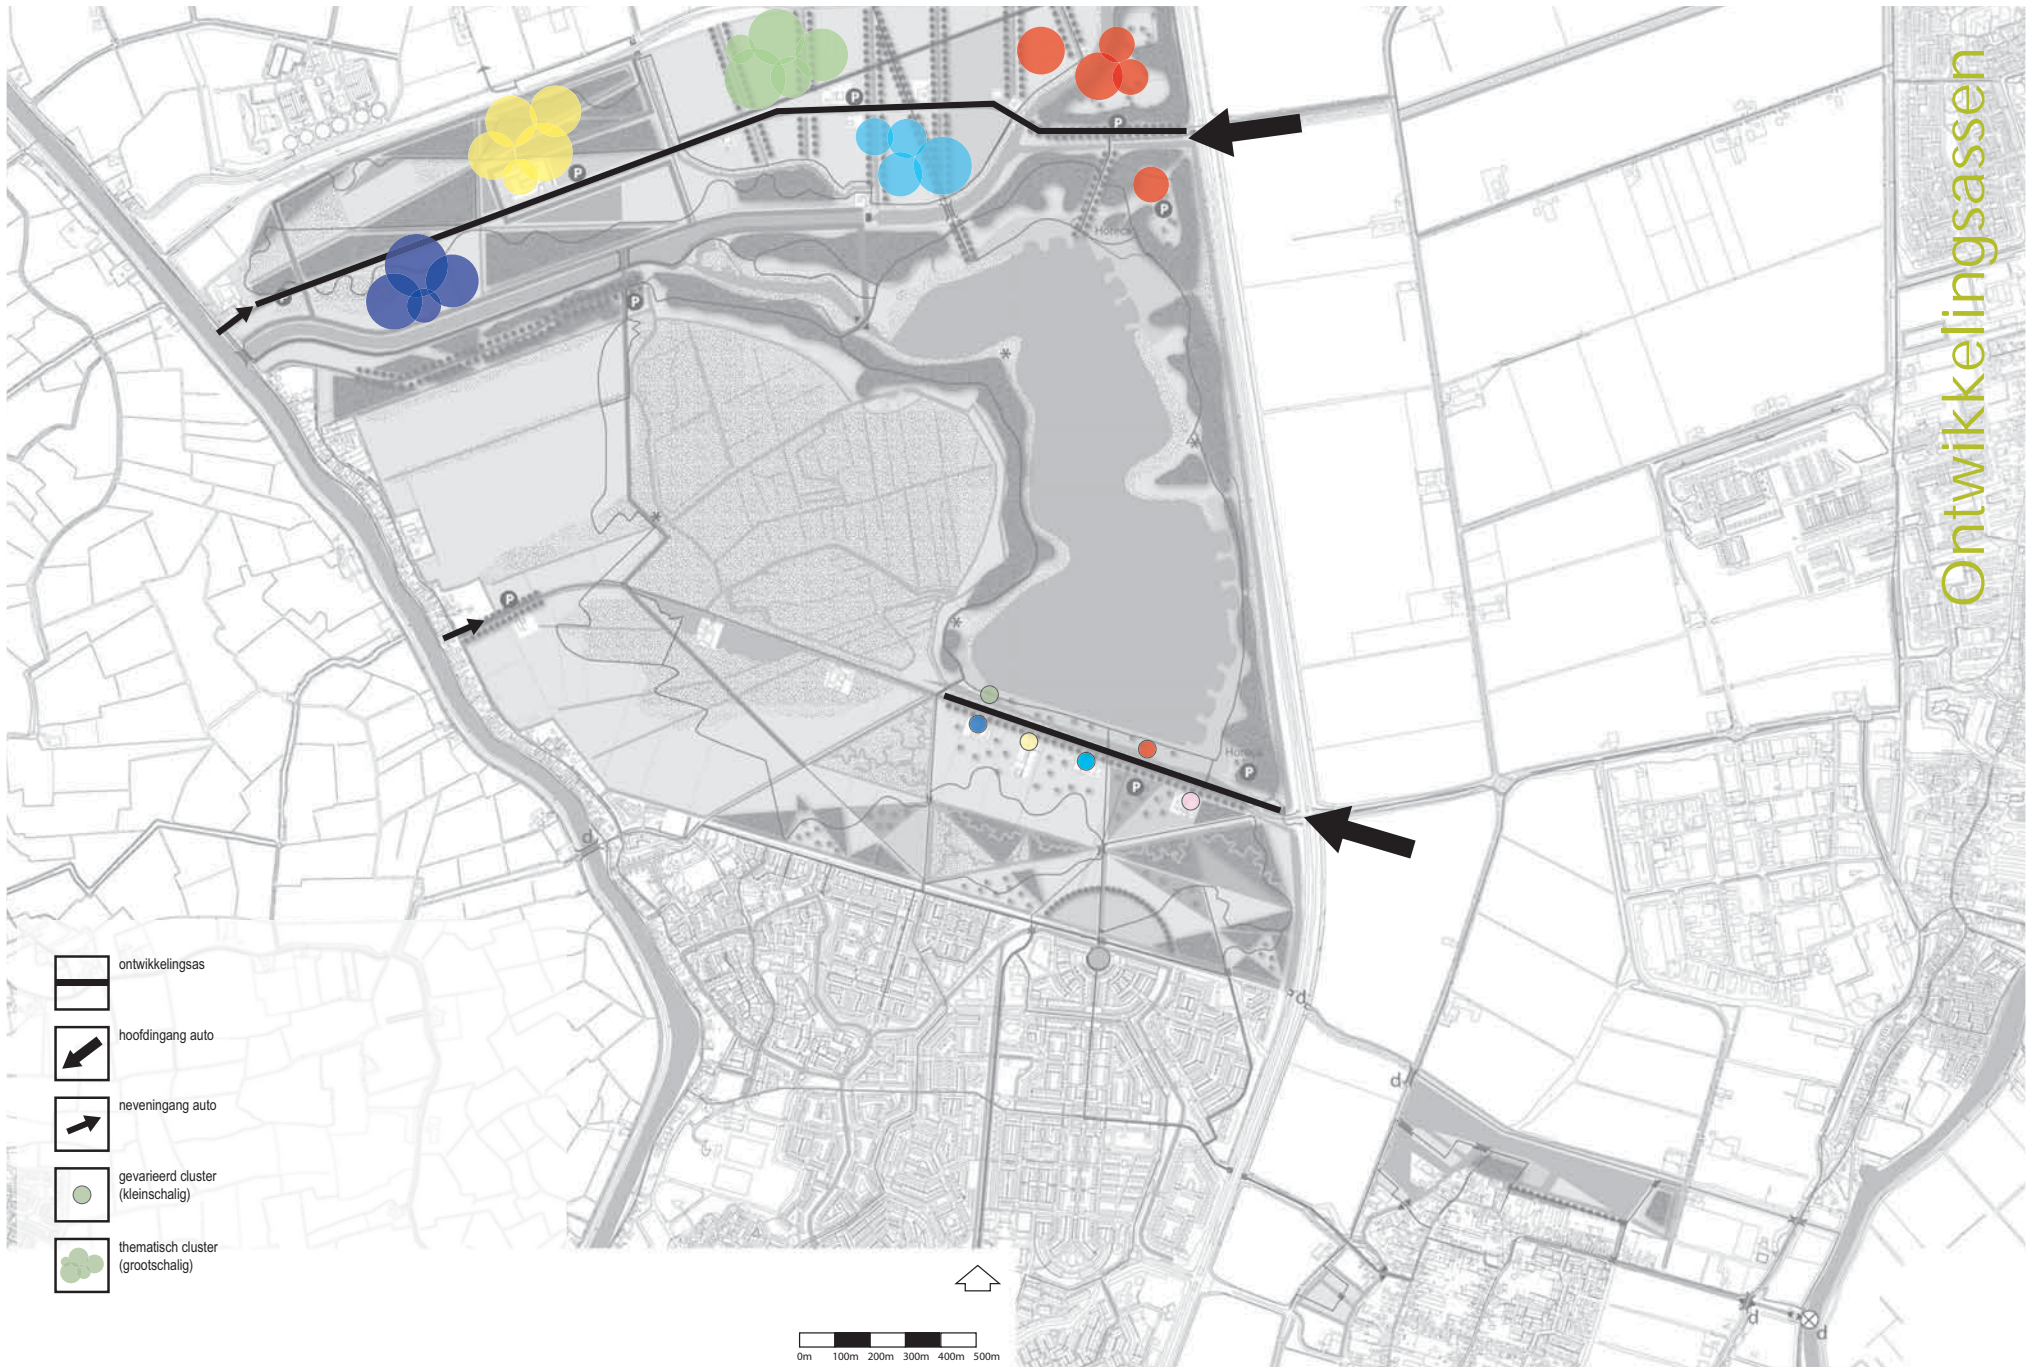 Ontwikkelingsassen
P
P
P
P
P
Horeca
P
P
P
Horeca
P
P
d
d
d
d
d
ontwikkelingsas
hoofdingang auto
neveningang auto
gevarieerd cluster
(kleinschalig)
thematisch cluster
(grootschalig)
0m 100m 200m 300m 400m 500m